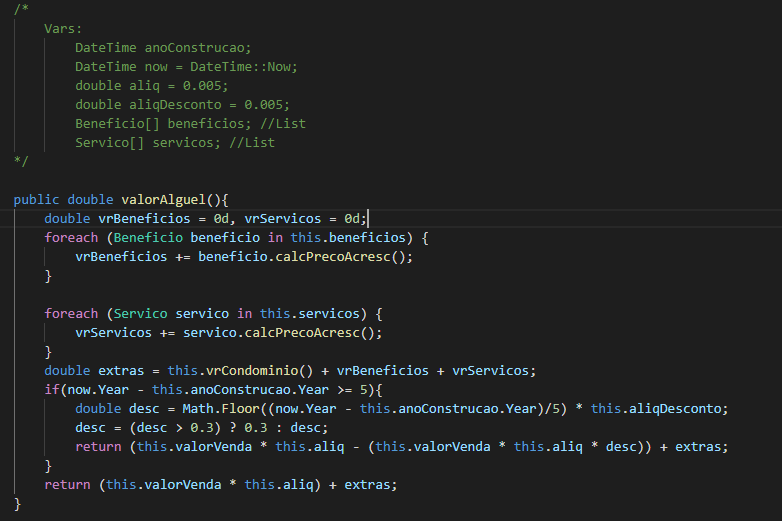 /*
    Vars:
        DateTime anoConstrucao;
        DateTime now = DateTime::Now;
        double aliq = 0.005;
        double aliqDesconto = 0.005;
        Beneficio[] beneficios; //List
        Servico[] servicos; //List
*/

public double valorAlguel(){
    double vrBeneficios = 0d, vrServicos = 0d;
    foreach (Beneficio beneficio in this.beneficios) {
        vrBeneficios += beneficio.calcPrecoAcresc();
    }

    foreach (Servico servico in this.servicos) {
        vrServicos += servico.calcPrecoAcresc();
    }
    double extras = this.vrCondominio() + vrBeneficios + vrServicos;
    if(now.Year - this.anoConstrucao.Year >= 5){
        double desc = Math.Floor((now.Year - this.anoConstrucao.Year)/5) * this.aliqDesconto;
        desc = (desc > 0.3) ? 0.3 : desc;
        return (this.valorVenda * this.aliq - (this.valorVenda * this.aliq * desc)) + extras;
    }
    return (this.valorVenda * this.aliq) + extras;
}